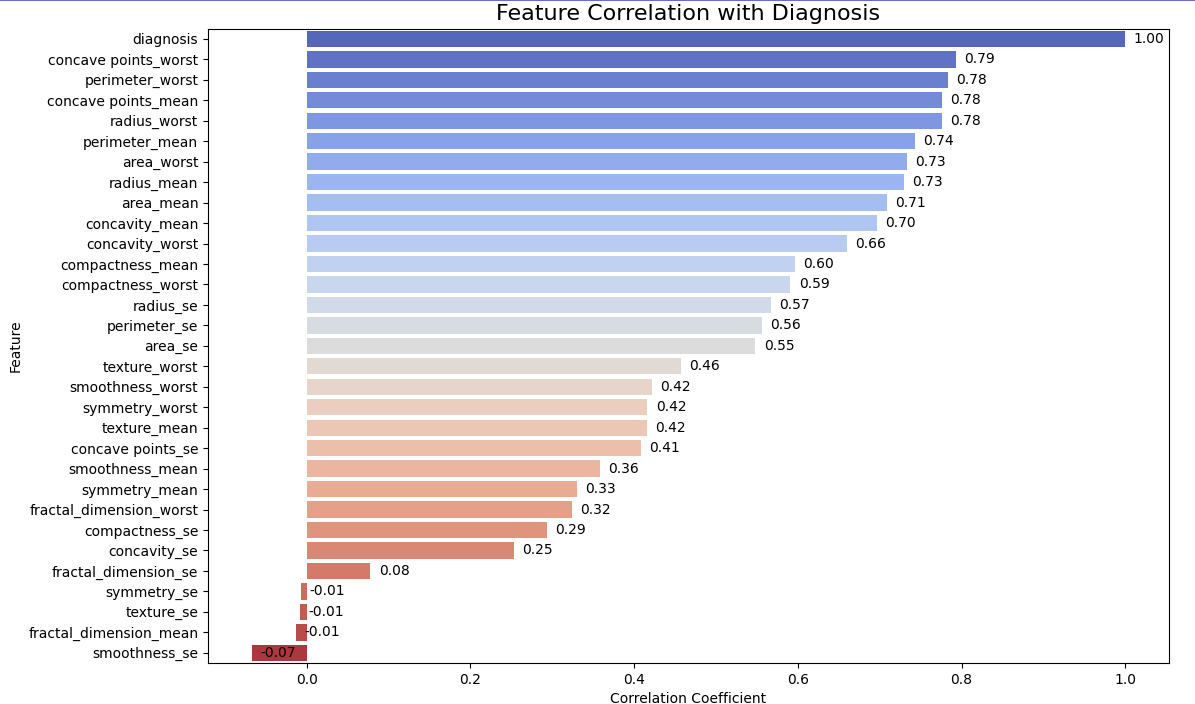 Feature Correlation with Diagnosis
diagnosis 1.00
concave points_worst 0.79
perimeter_worst 0.78
concave points_mean 0.78
radius_worst 0.78
perimeter_mean 0.74
area_worst 0.73
radius_mean 0.73
area_mean 0.71
concavity_mean 0.70
concavity_worst 0.66
compactness_mean 0.60
compactness_worst 0.59
radius_se 0.57
perimeter_se 0.56
area_se 0.55
texture_worst 0.46
smoothness_worst 0.42
symmetry_worst 0.42
texture_mean 0.42
concave points_se 0.41
smoothness_mean 0.36
symmetry_mean 0.33
fractal_dimension_worst 0.32
compactness_se 0.29
concavity_se 0.25
fractal_dimension_se 0.08
symmetry_se -0.01
texture_se -0.01
fractal_dimension_mean -0.01
smoothness_se -0.07
Feature
0.0 0.2 0.4 0.6 0.8 1.0
Correlation Coefficient